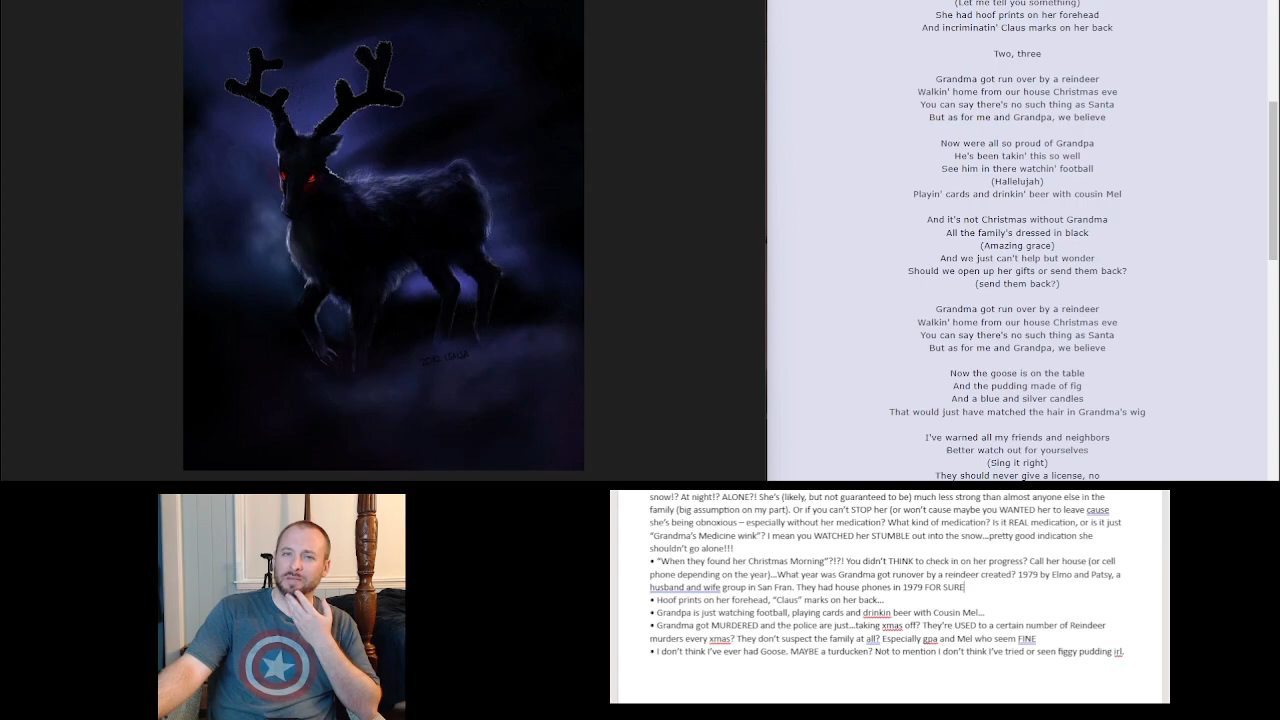 (Let me tell you something)
She had hoof prints on her forehead
And incriminatin' Claus marks on her back
Two, three
Grandma got run over by a reindeer
Walkin' home from our house Christmas eve
You can say there's no such thing as Santa
But as for me and Grandpa, we believe
Now were all so proud of Grandpa
He's been takin' this so well
See him in there watchin' football
(Hallelujah)
Playin' cards and drinkin' beer with cousin Mel
And it's not Christmas without Grandma
All the family's dressed in black
(Amazing grace)
And we just can't help but wonder
Should we open up her gifts or send them back?
(send them back?)
Grandma got run over by a reindeer
Walkin' home from our house Christmas eve
You can say there's no such thing as Santa
But as for me and Grandpa, we believe
Now the goose is on the table
And the pudding made of fig
And a blue and silver candles
That would just have matched the hair in Grandma's wig
I've warned all my friends and neighbors
Better watch out for yourselves
(Sing it right)
They should never give a license, no
snow!? At night!? ALONE?! She's (likely, but not guaranteed to be) much less strong than almost anyone else in the
family (big assumption on my part). Or if you can't STOP her (or won't cause maybe you WANTED her to leave cause
she's being obnoxious – especially without her medication? What kind of medication? Is it REAL medication, or is it just
"Grandma's Medicine wink"? I mean you WATCHED her STUMBLE out into the snow...pretty good indication she
shouldn't go alone!!!
• "When they found her Christmas Morning"?!?! You didn't THINK to check in on her progress? Call her house (or cell
phone depending on the year)...What year was Grandma got runover by a reindeer created? 1979 by Elmo and Patsy, a
husband and wife group in San Fran. They had house phones in 1979 FOR SURE
• Hoof prints on her forehead, "Claus" marks on her back...
• Grandpa is just watching football, playing cards and drinkin beer with Cousin Mel...
• Grandma got MURDERED and the police are just...taking xmas off? They're USED to a certain number of Reindeer
murders every xmas? They don't suspect the family at all? Especially gpa and Mel who seem FINE
• I don't think I've ever had Goose. MAYBE a turducken? Not to mention I don't think I've tried or seen figgy pudding irl.